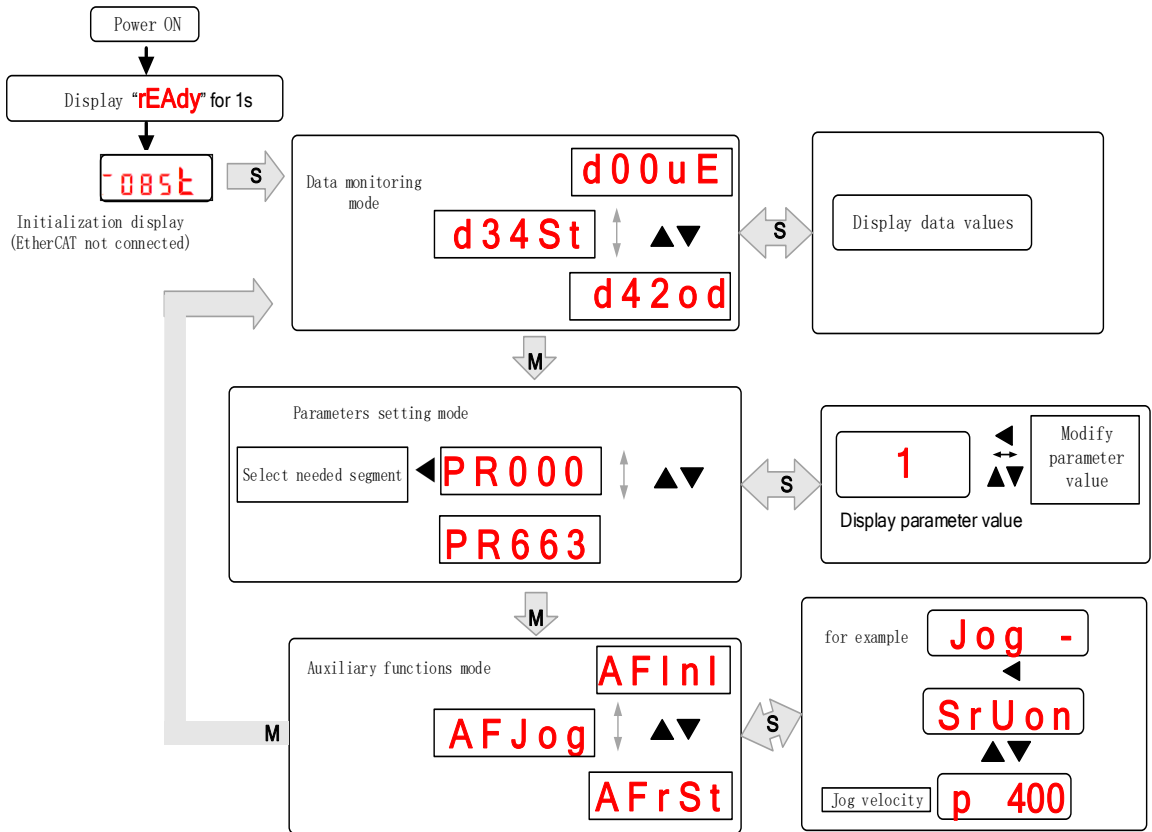 Power ON
Display “rEAdy” for 1s
-085t
Initialization display
(EtherCAT not connected)
S
Data monitoring
mode
d00uE
d34St
▲▼
d42od
S
Display data values
M
Parameters setting mode
Select needed segment
◀
PR000
▲▼
PR663
S
1
◀
▲▼
Modify
parameter
value
Display parameter value
M
Auxiliary functions mode
AFInI
AFJog
▲▼
AFrSt
M
S
for example
Jog -
◀
SrUon
▲▼
Jog velocity
p 400